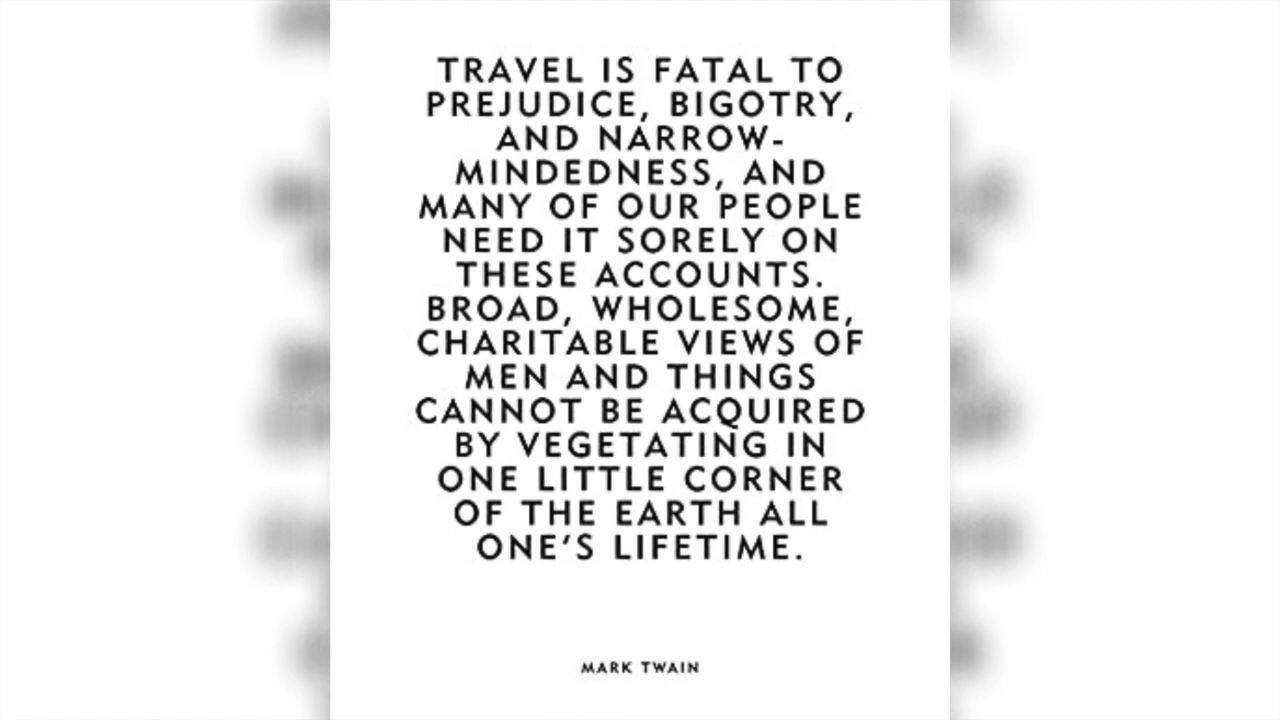 TRAVEL IS FATAL TO
PREJUDICE, BIGOTRY,
AND NARROW-
MINDEDNESS, AND
MANY OF OUR PEOPLE
NEED IT SORELY ON
THESE ACCOUNTS.
BROAD, WHOLESOME,
CHARITABLE VIEWS OF
MEN AND THINGS
CANNOT BE ACQUIRED
BY VEGETATING IN
ONE LITTLE CORNER
OF THE EARTH ALL
ONE’S LIFETIME.
MARK TWAIN